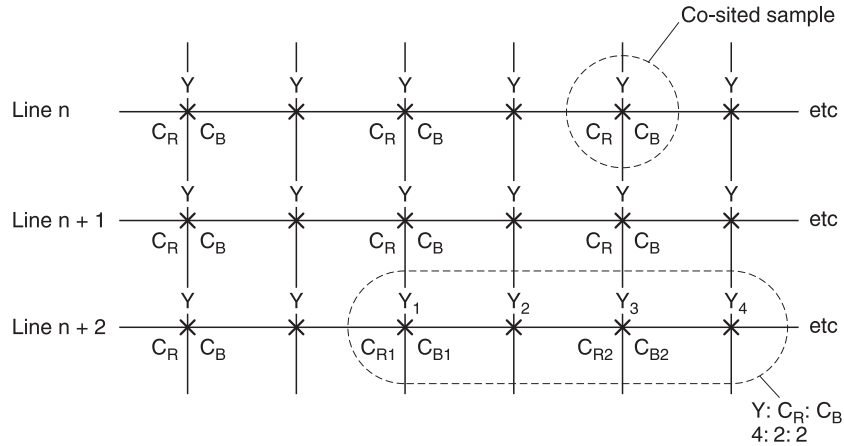 Co-sited sample
Y Y Y Y Y Y
Line n etc
C_R C_B C_R C_B C_R C_B
Y Y Y Y Y Y
Line n + 1 etc
C_R C_B C_R C_B C_R C_B
Y Y Y_1 Y_2 Y_3 Y_4
Line n + 2 etc
C_R C_B C_R1 C_B1 C_R2 C_B2
Y: C_R: C_B
4: 2: 2